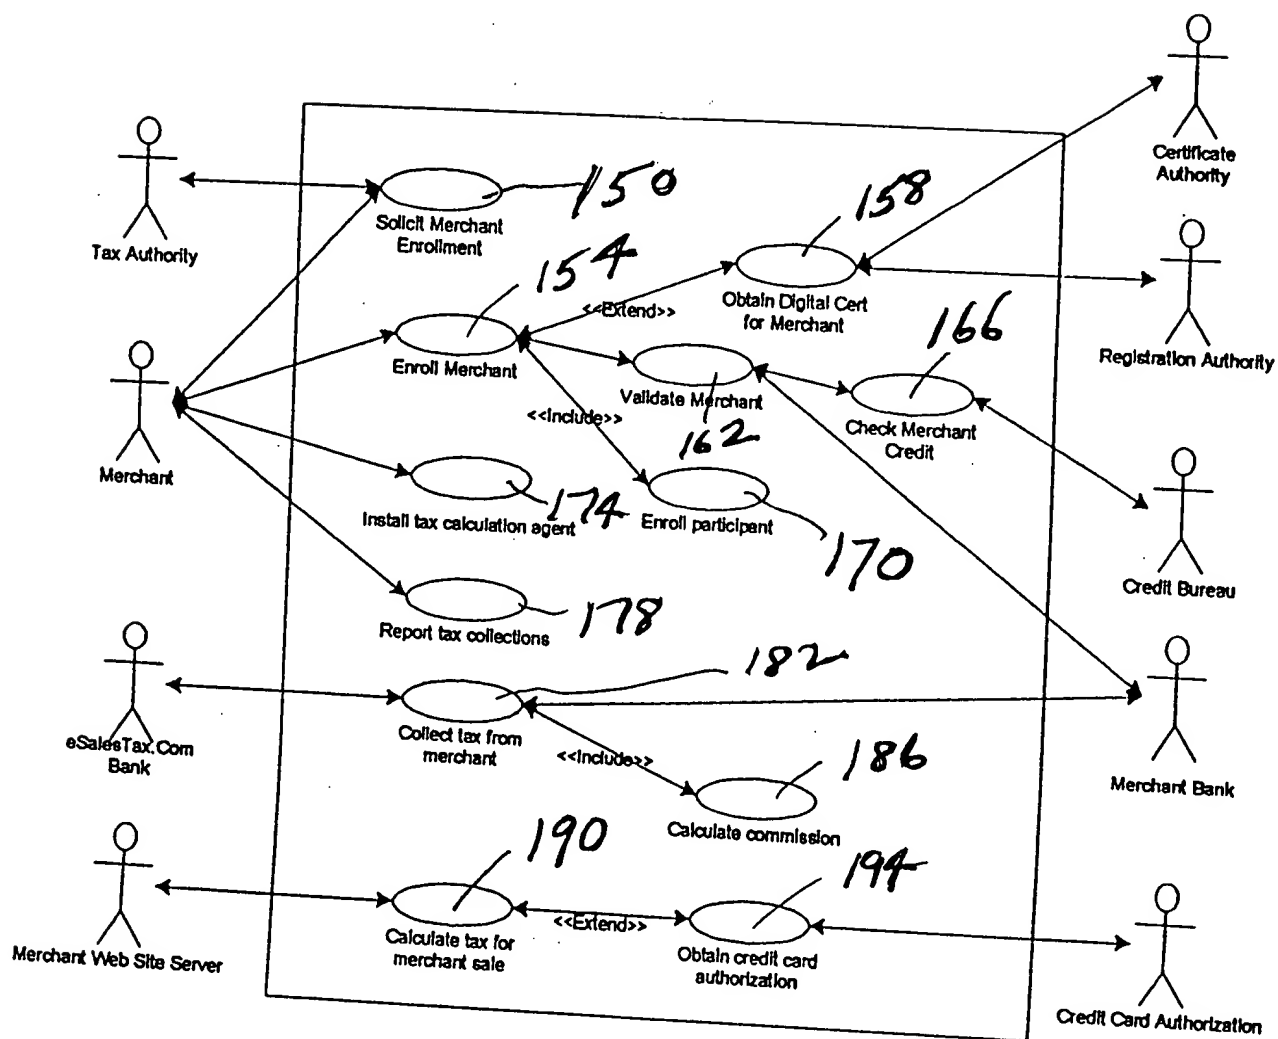 Certificate
Authority
Tax Authority
Solicit Merchant
Enrollment
150
158
154
<<Extend>>
Obtain Digital Cert
for Merchant
Registration Authority
166
Enroll Merchant
Validate Merchant
<<Include>>
162
Check Merchant
Credit
Merchant
Install tax calculation agent
174
Enroll participant
170
Credit Bureau
Report tax collections
178
182
eSalesTax.Com
Bank
Collect tax from
merchant
<<Include>>
186
Merchant Bank
Calculate commission
190
194
Merchant Web Site Server
Calculate tax for
merchant sale
<<Extend>>
Obtain credit card
authorization
Credit Card Authorization